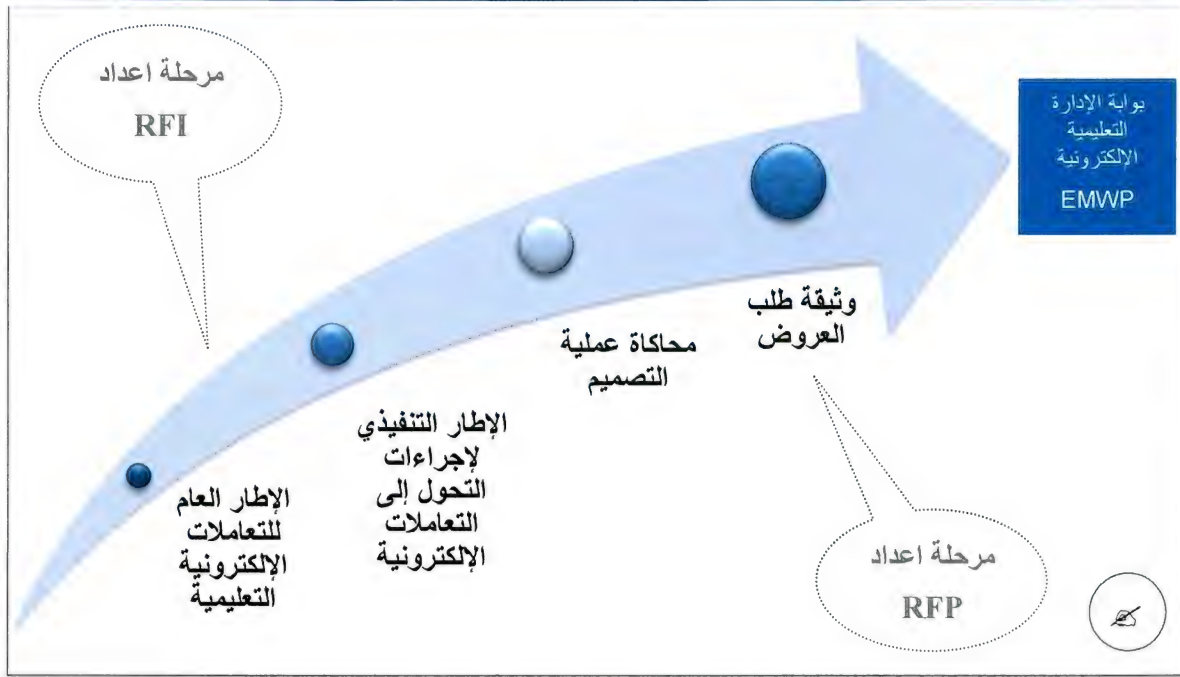 مرحلة اعداد
RFI
بوابة الإدارة
التعليمية
الإلكترونية
EMWP
وثيقة طلب
العروض
محاكاة عملية
التصميم
الإطار التنفيذي
لإجراءات
التحول إلى
التعاملات
الإلكترونية
الإطار العام
للتعاملات
الإلكترونية
التعليمية
مرحلة اعداد
RFP